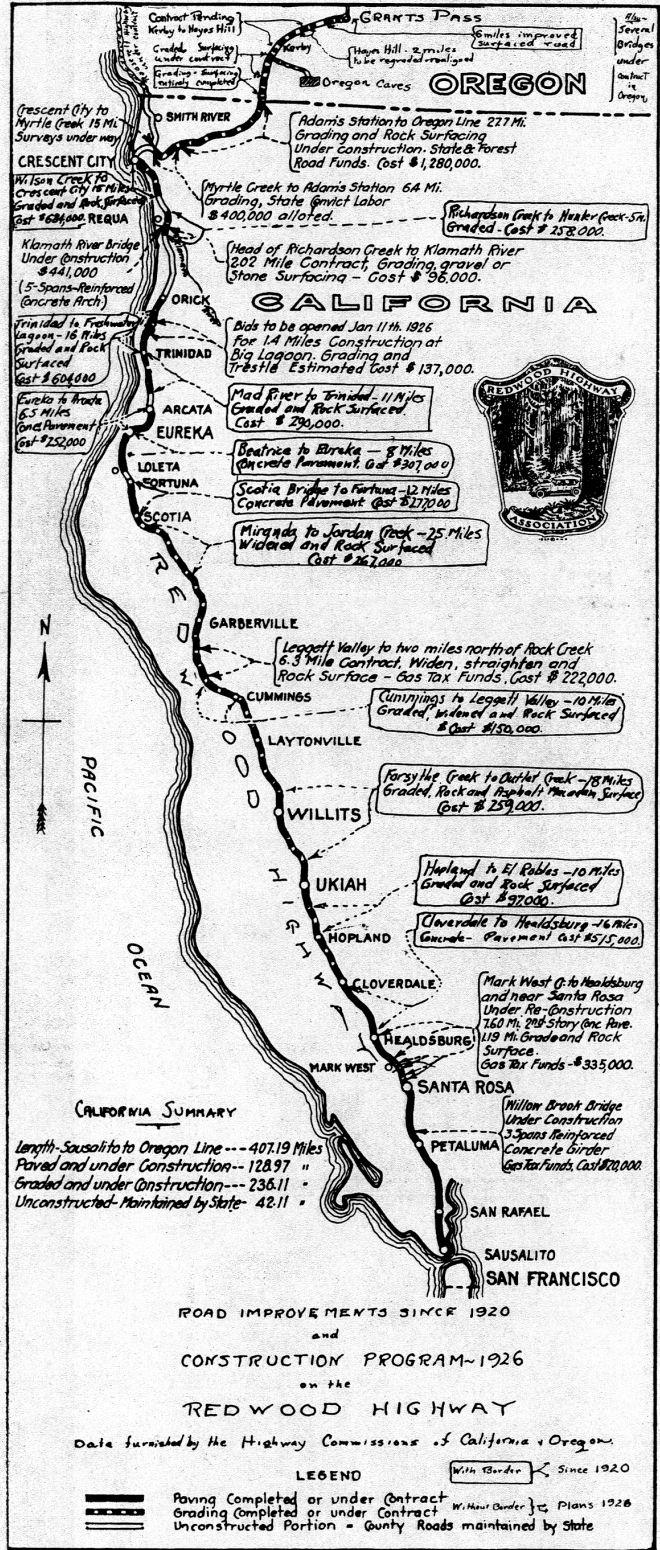 Contract Pending
Kerby to Hayes Hill
GRANTS PASS
6 miles improved
surfaced road
Also
Several
Bridges
under
contract
in
Oregon
Graded Surfacing
under contract
Kerby
Hayes Hill - 2 miles
to be regraded realigned
Grading - Surfacing
entirely completed
Oregon Caves
OREGON
Crescent City to
Myrtle Creek 15 Mi.
Surveys under way
SMITH RIVER
Adams Station to Oregon Line 22.7 Mi.
Grading and Rock Surfacing
Under construction. State & Forest
Road Funds. Cost $1,280,000.
CRESCENT CITY
Wilson Creek to
Crescent City 15 Miles
Graded and Rock Surfaced
Cost $684,000.
REQUA
Myrtle Creek to Adams Station 6.4 Mi.
Grading, State Convict Labor
$400,000 alloted.
Richardson Creek to Hunter Creek - 5 M.
Graded - Cost $258,000.
Klamath River Bridge
Under Construction
$441,000
(5-Spans-Reinforced
Concrete Arch)
Head of Richardson Creek to Klamath River
2.02 Mile Contract, Grading, gravel or
Stone Surfacing - Cost $96,000.
ORICK
CALIFORNIA
Trinidad to Freshwater
Lagoon - 16 Miles
Graded and Rock
Surfaced
Cost $604,000
TRINIDAD
Bids to be opened Jan 11th. 1926
for 1.4 Miles Construction at
Big Lagoon. Grading and
Trestle Estimated Cost $137,000.
REDWOOD HIGHWAY
ASSOCIATION
Eureka to Arcata
6.5 Miles
Conc. Pavement
Cost $252,000
ARCATA
EUREKA
Mad River to Trinidad - 11 Miles
Graded and Rock Surfaced
Cost $290,000.
Beatrice to Eureka - 8 Miles
Concrete Pavement. Cost $307,000
LOLETA
FORTUNA
Scotia Bridge to Fortuna - 12 Miles
Concrete Pavement Cost $277,000
SCOTIA
Miranda to Jordan Creek - 25 Miles
Widened and Rock Surfaced
Cost $267,000
REDWOOD HIGHWAY
GARBERVILLE
N
Leggett Valley to two miles north of Rock Creek
6.3 Mile Contract, Widen, straighten and
Rock Surface - Gas Tax Funds, Cost $222,000.
CUMMINGS
Cummings to Leggett Valley - 10 Miles
Graded, Widened and Rock Surfaced
Cost $150,000.
LAYTONVILLE
PACIFIC
OCEAN
Forsythe Creek to Outlet Creek - 18 Miles
Graded, Rock and Asphalt Macadam Surface
Cost $259,000.
WILLITS
UKIAH
Hopland to El Robles - 10 Miles
Graded and Rock Surfaced
Cost $97,000.
HOPLAND
Cloverdale to Healdsburg - 16 Miles
Concrete - Pavement Cost $515,000.
CLOVERDALE
Mark West Cr. to Healdsburg
and near Santa Rosa
Under Re-Construction
7.60 Mi. 2nd Story Conc. Pave.
1.19 Mi. Grade and Rock
Surface.
Gas Tax Funds - $335,000.
HEALDSBURG
MARK WEST
SANTA ROSA
Willow Brook Bridge
Under Construction
3 Spans Reinforced
Concrete Girder
Gas Tax Funds, Cost $20,000.
PETALUMA
CALIFORNIA SUMMARY
Length - Sausalito to Oregon Line --- 407.19 Miles
Paved and under Construction --- 128.97 "
Graded and under Construction --- 236.11 "
Unconstructed - Maintained by State - 42.11 "
SAN RAFAEL
SAUSALITO
SAN FRANCISCO
ROAD IMPROVEMENTS SINCE 1920
and
CONSTRUCTION PROGRAM~1926
on the
REDWOOD HIGHWAY
Data furnished by the Highway Commissions of California & Oregon.
LEGEND
With Border Since 1920
Paving Completed or under Contract
Without Border Plans 1926
Grading Completed or under Contract
Unconstructed Portion = County Roads maintained by State